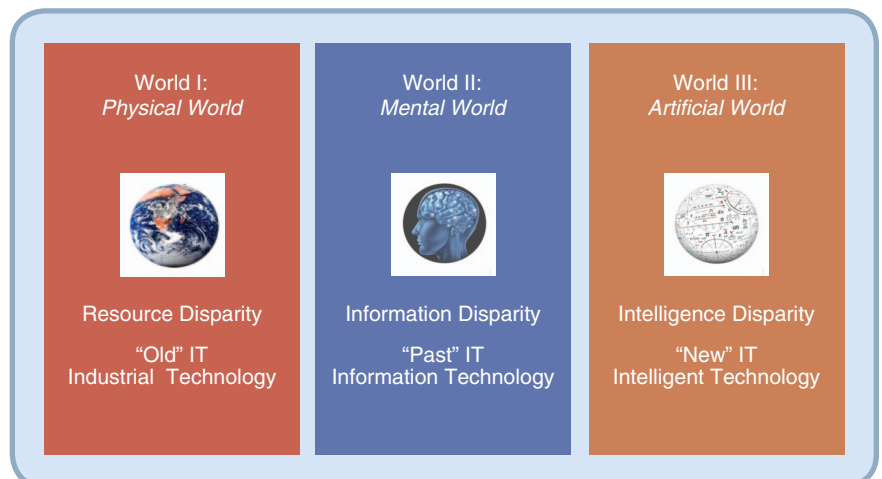 World I:
Physical World
Resource Disparity
“Old” IT
Industrial Technology
World II:
Mental World
Information Disparity
“Past” IT
Information Technology
World III:
Artificial World
Intelligence Disparity
“New” IT
Intelligent Technology